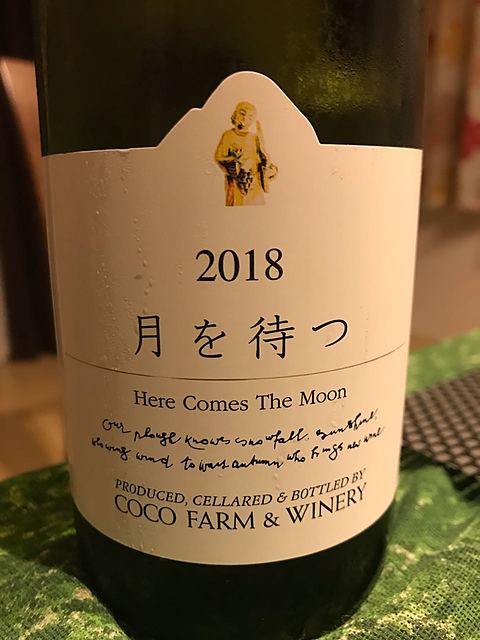 2018
月を待つ
Here Comes The Moon
Our plough knows snowfall, sunshine,
blowing wind to wait autumn who brings new wine
PRODUCED, CELLARED & BOTTLED BY
COCO FARM & WINERY